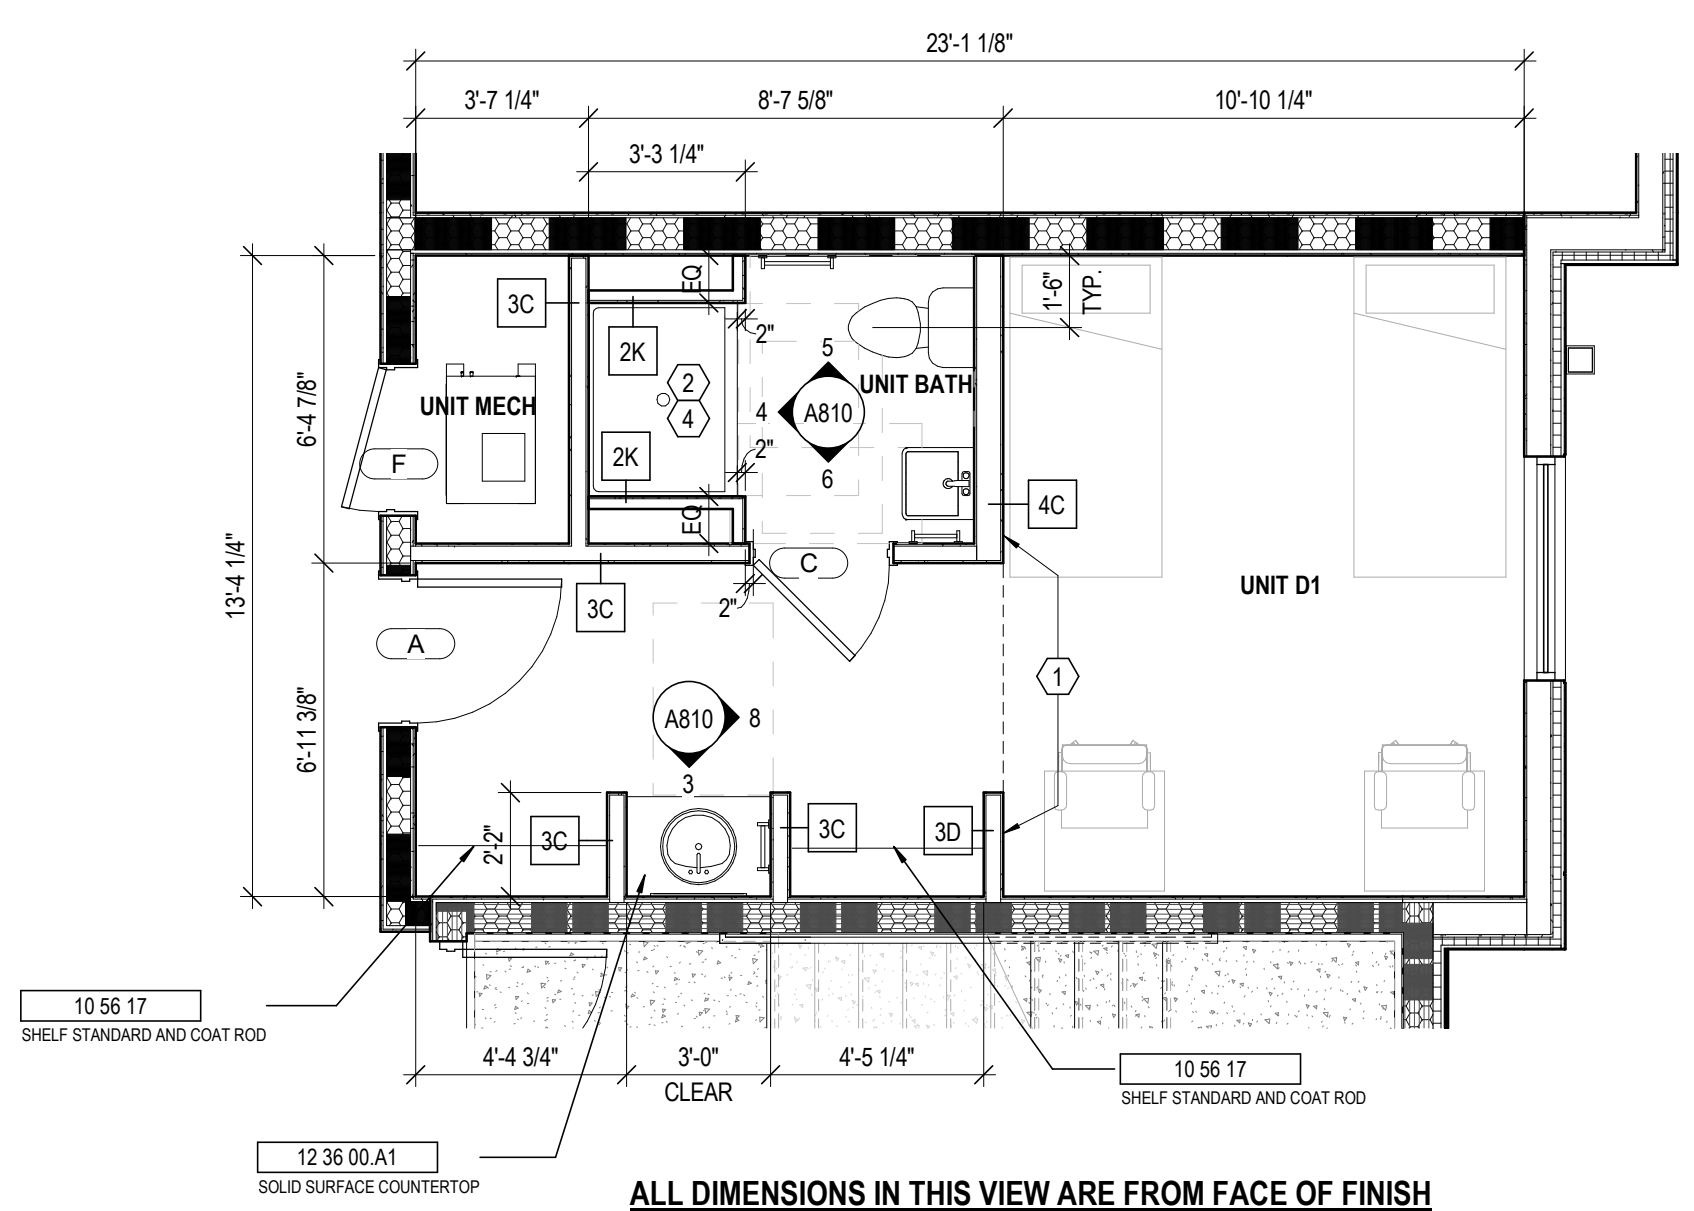 23'-1 1/8"
3'-7 1/4"
8'-7 5/8"
10'-10 1/4"
3'-3 1/4"
EQ
1'-6"
TYP.
3C
2"
2K
5
2
UNIT BATH
UNIT MECH
4
4
A810
6'-4 7/8"
2"
2K
F
6
4C
EQ
C
13'-4 1/4"
UNIT D1
3C
2"
A
1
A810
8
6'-11 3/8"
3
2'-2"
3C
3C
3D
10 56 17
SHELF STANDARD AND COAT ROD
4'-4 3/4"
3'-0"
CLEAR
4'-5 1/4"
10 56 17
SHELF STANDARD AND COAT ROD
12 36 00.A1
SOLID SURFACE COUNTERTOP
ALL DIMENSIONS IN THIS VIEW ARE FROM FACE OF FINISH